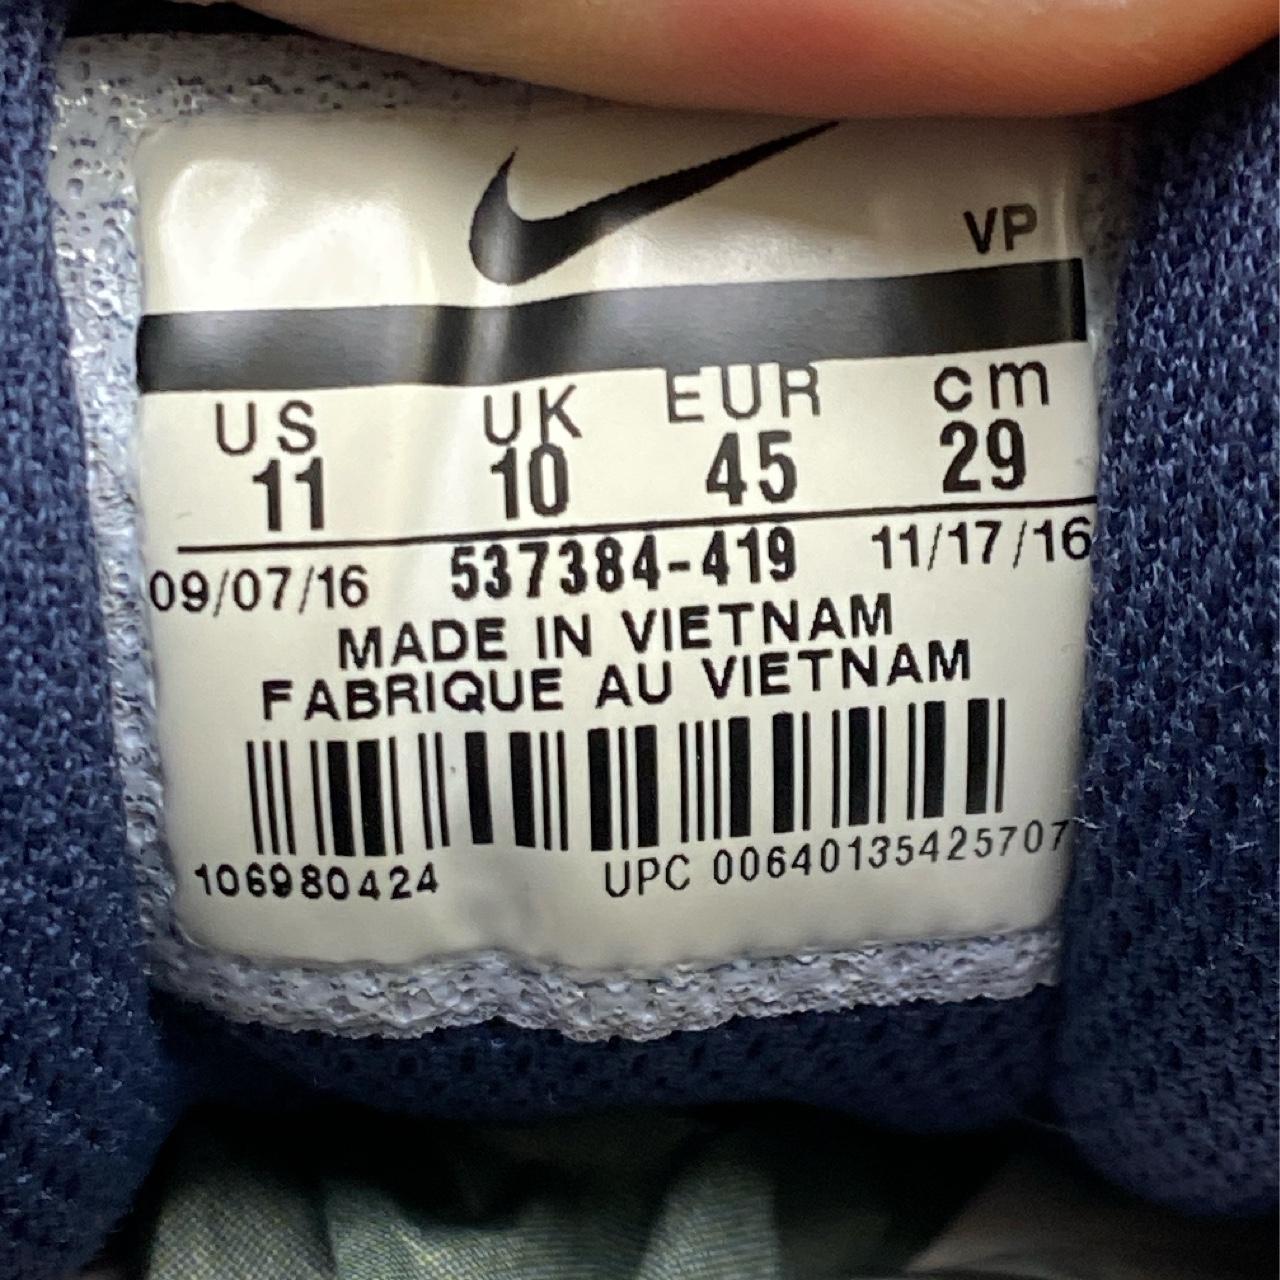 VP
US UK EUR cm
11 10 45 29
09/07/16 537384-419 11/17/16
MADE IN VIETNAM
FABRIQUE AU VIETNAM
106980424 UPC 00640135425707